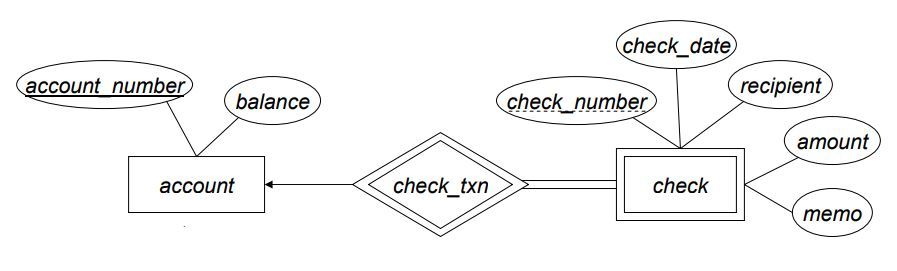 check_date
account_number
balance
check_number
recipient
amount
account
check_txn
check
memo